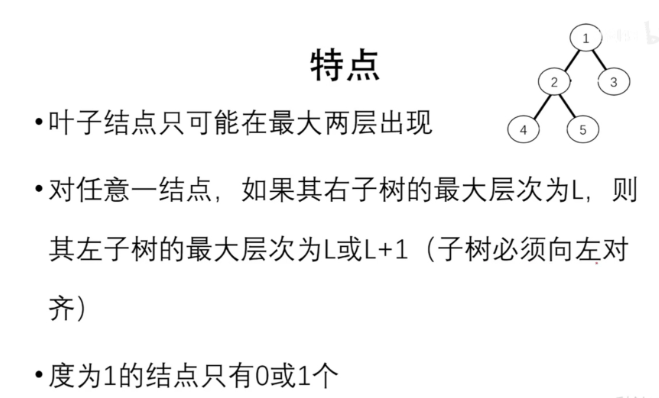 特点
1
2
3
4
5
•叶子结点只可能在最大两层出现
•对任意一结点，如果其右子树的最大层次为L，则
其左子树的最大层次为L或L+1（子树必须向左对
齐）
•度为1的结点只有0或1个